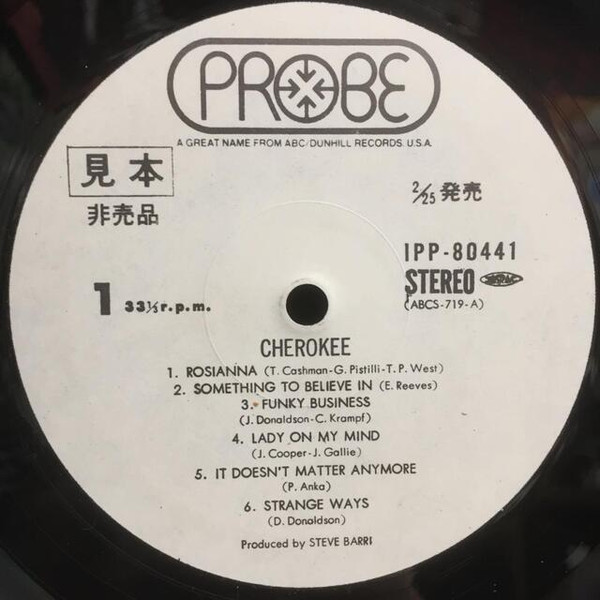 PROBE
A GREAT NAME FROM ABC/DUNHILL RECORDS. U.S.A.
見本
非売品
2/25 発売
IPP-80441
1 33⅓ r.p.m.
STEREO
(ABCS-719-A)
CHEROKEE
1. ROSIANNA (T. Cashman-G. Pistilli-T. P. West)
2. SOMETHING TO BELIEVE IN (E. Reeves)
3. FUNKY BUSINESS
(J. Donaldson-C. Krampf)
4. LADY ON MY MIND
(J. Cooper-J. Gallie)
5. IT DOESN'T MATTER ANYMORE
(P. Anka)
6. STRANGE WAYS
(D. Donaldson)
Produced by STEVE BARRI